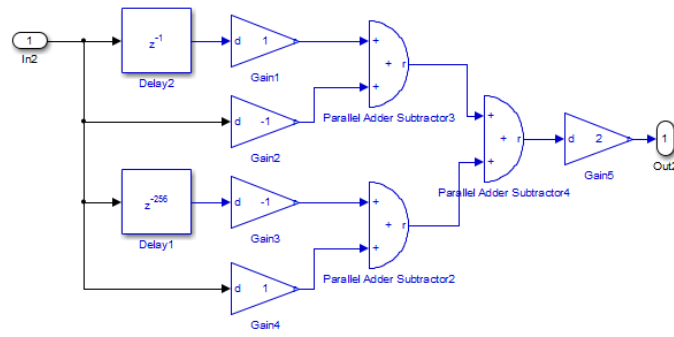 1
In2
z-1
Delay2
d 1 r
Gain1
+
+ r
+
Parallel Adder Subtractor3
d -1 r
Gain2
+
+ r
+
Parallel Adder Subtractor4
d 2 r
Gain5
1
Out2
z-256
Delay1
d -1 r
Gain3
+
+ r
+
Parallel Adder Subtractor2
d 1 r
Gain4